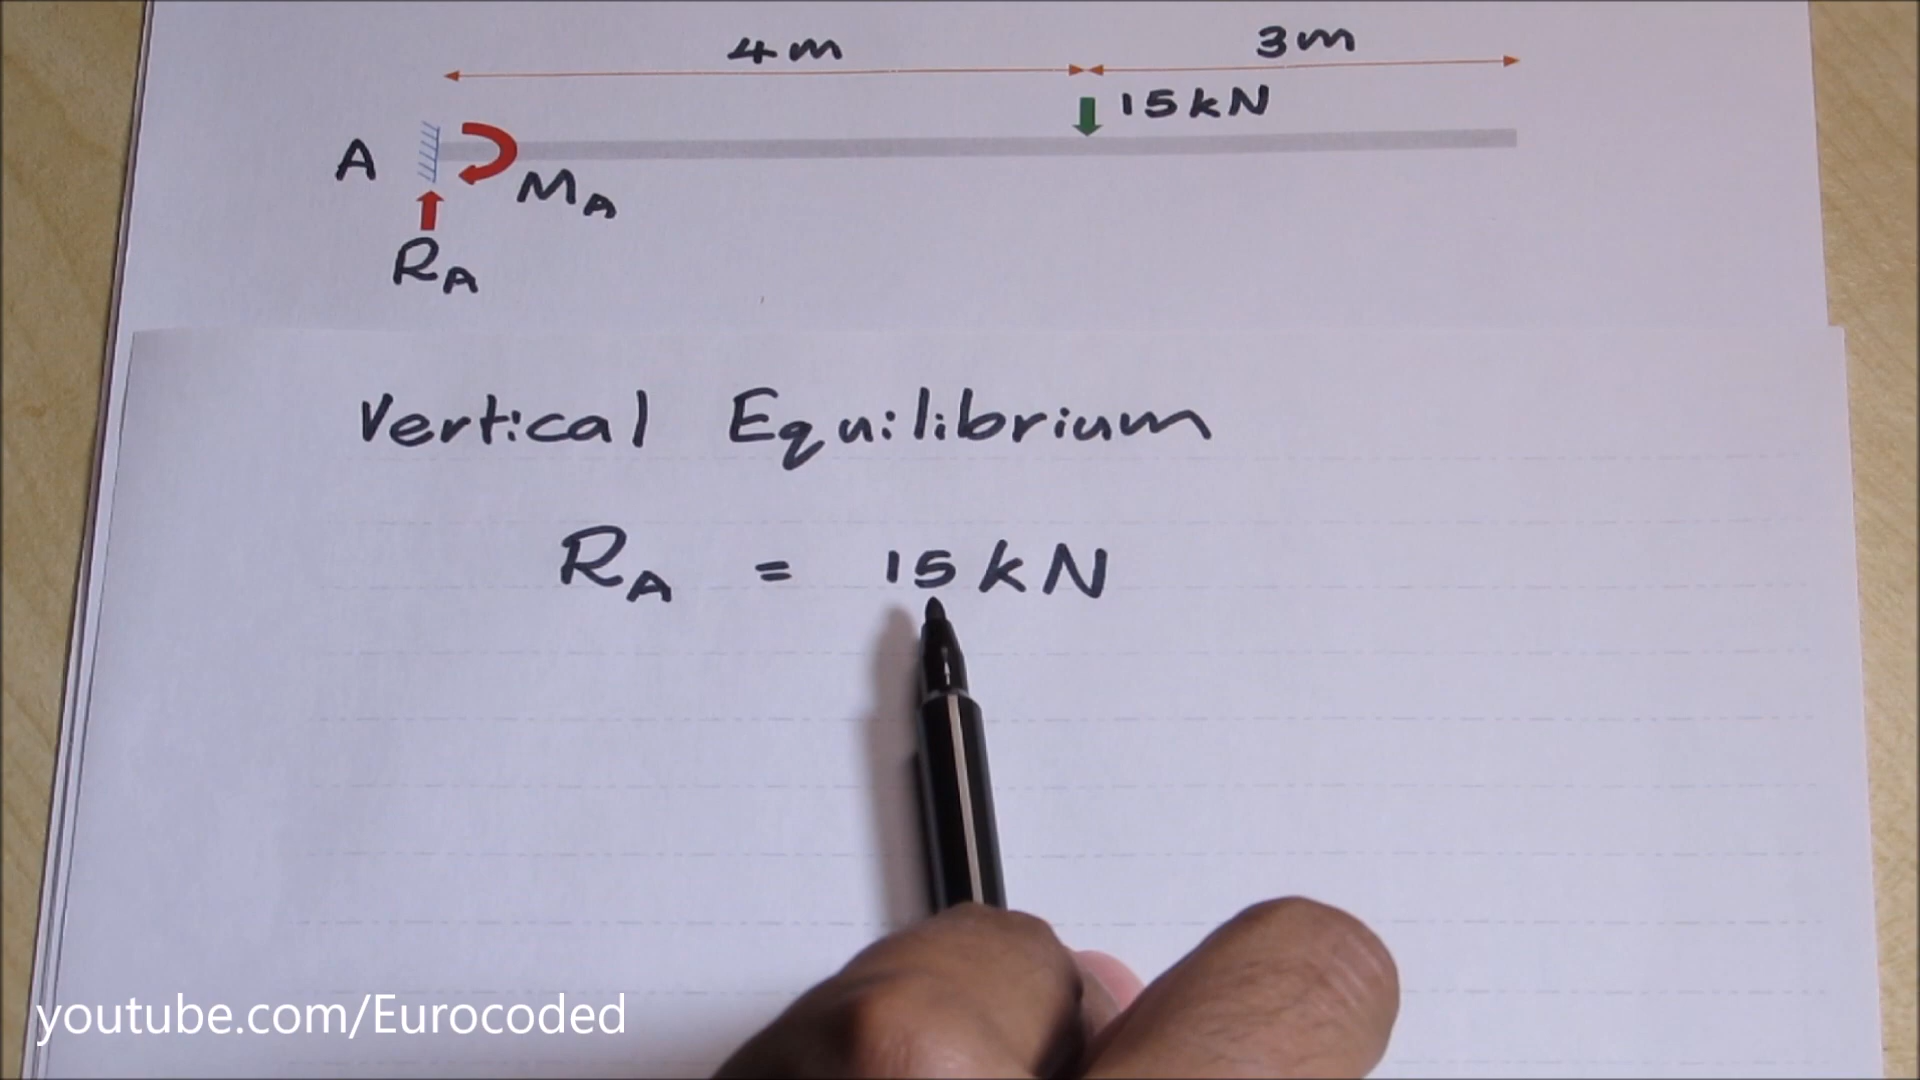 4m 3m
15kN
A
MA
RA
Vertical Equilibrium
RA = 15kN
youtube.com/Eurocoded